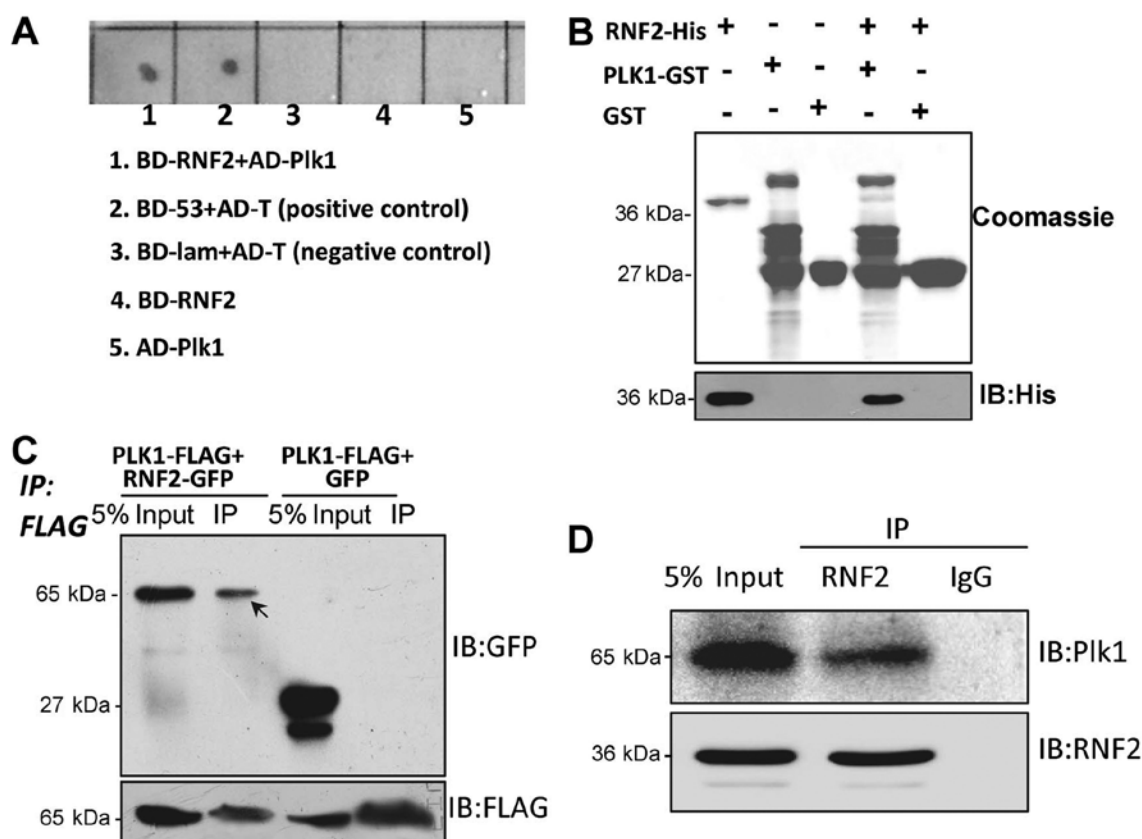 A
1 2 3 4 5
1. BD-RNF2+AD-Plk1
2. BD-53+AD-T (positive control)
3. BD-lam+AD-T (negative control)
4. BD-RNF2
5. AD-Plk1
B
RNF2-His + - - + +
PLK1-GST - + - + -
GST - - + - +
36 kDa-
27 kDa-
Coomassie
36 kDa-
IB:His
C
IP:
FLAG
PLK1-FLAG+
RNF2-GFP
PLK1-FLAG+
GFP
5% Input IP 5% Input IP
65 kDa-
27 kDa-
IB:GFP
65 kDa-
IB:FLAG
D
IP
5% Input RNF2 IgG
65 kDa-
IB:Plk1
36 kDa-
IB:RNF2